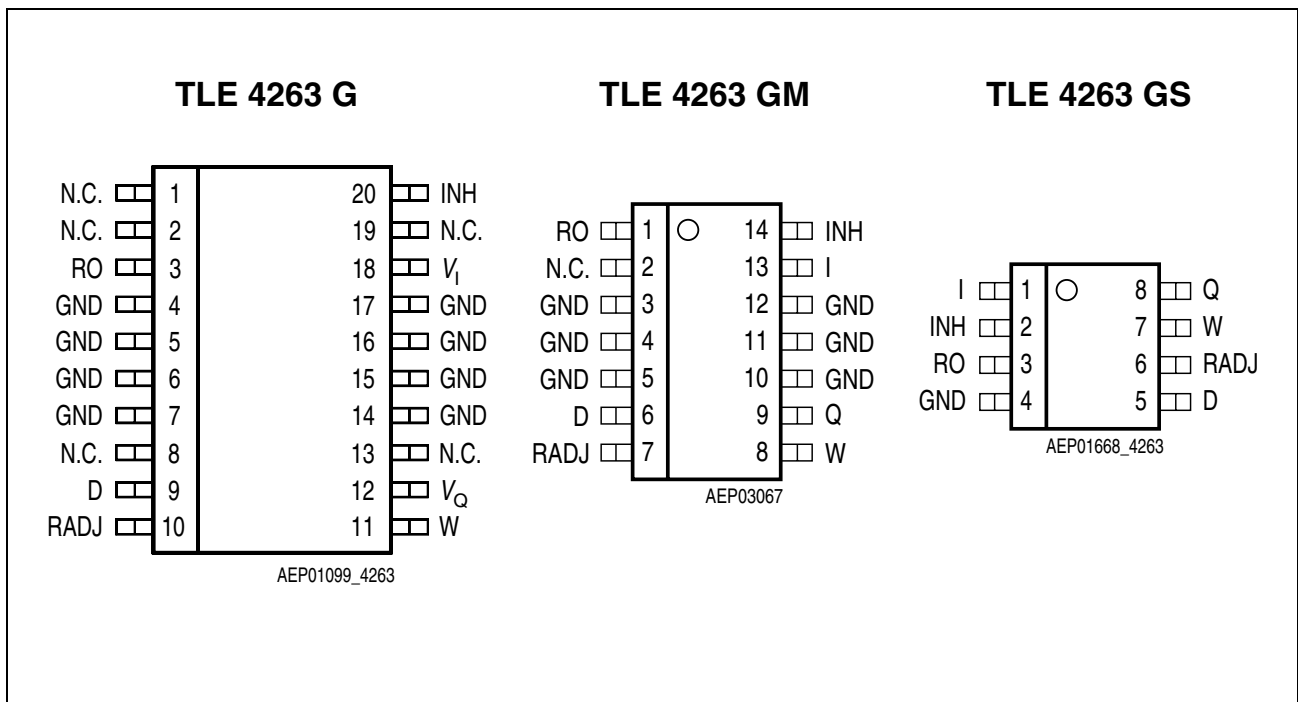 TLE 4263 G
N.C. 1 20 INH
N.C. 2 19 N.C.
RO 3 18 VI
GND 4 17 GND
GND 5 16 GND
GND 6 15 GND
GND 7 14 GND
N.C. 8 13 N.C.
D 9 12 VQ
RADJ 10 11 W
AEP01099_4263
TLE 4263 GM
RO 1 14 INH
N.C. 2 13 I
GND 3 12 GND
GND 4 11 GND
GND 5 10 GND
D 6 9 Q
RADJ 7 8 W
AEP03067
TLE 4263 GS
I 1 8 Q
INH 2 7 W
RO 3 6 RADJ
GND 4 5 D
AEP01668_4263